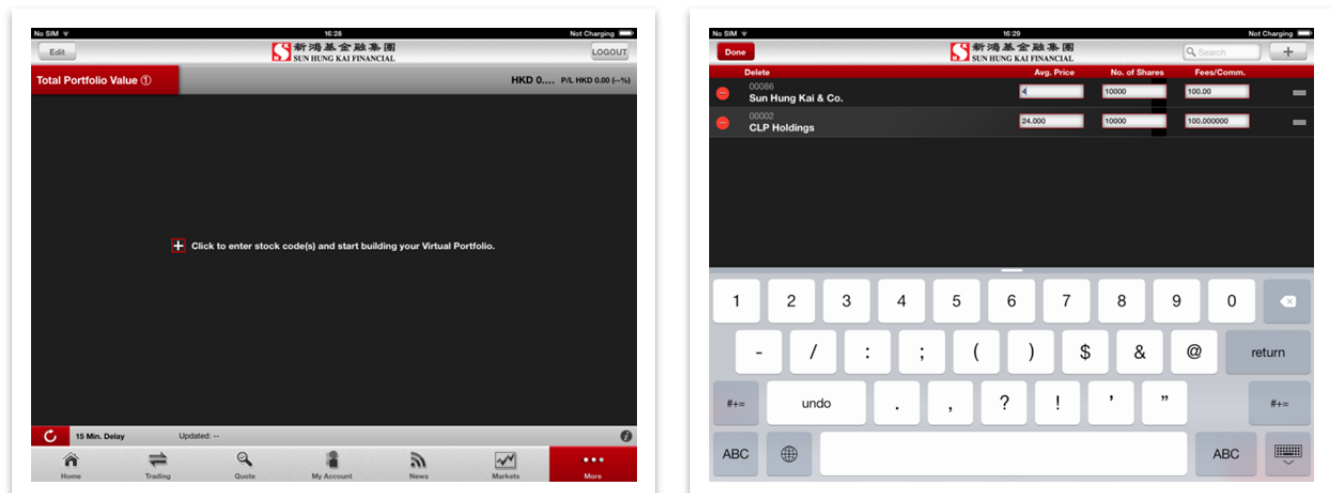 No SIM 16:28 Not Charging
Edit 新鴻基金融集團 LOGOUT
SUN HUNG KAI FINANCIAL
Total Portfolio Value ① HKD 0.... P/L HKD 0.00 (--%)
Click to enter stock code(s) and start building your Virtual Portfolio.
15 Min. Delay Updated: --
Home Trading Quote My Account News Markets More
No SIM 16:29 Not Charging
Done 新鴻基金融集團 Search +
SUN HUNG KAI FINANCIAL
Delete Avg. Price No. of Shares Fees/Comm.
00086
Sun Hung Kai & Co. 4 10000 100.00
00002
CLP Holdings 24.000 10000 100.000000
1 2 3 4 5 6 7 8 9 0
- / : ; ( ) $ & @ return
#+= undo . , ? ! ' " #+=
ABC ABC